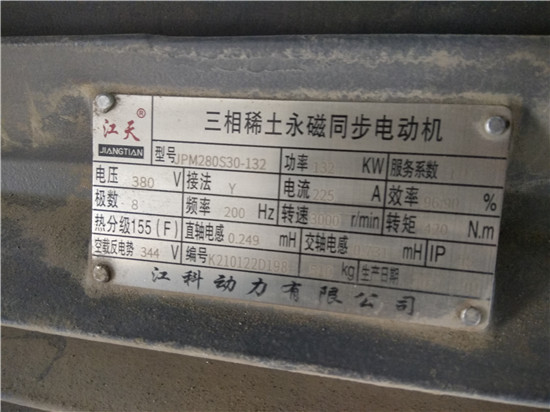 江天®
JIANGTIAN
三相稀土永磁同步电动机
型号 JPM280S30-132 功率 132 KW 服务系数
电压 380 V 接法 Y 电流 225 A 效率 96.90 %
极数 8 频率 200 Hz 转速 3000 r/min 转矩 420 N.m
热分级155(F) 直轴电感 0.249 mH 交轴电感 mH IP
空载反电势 344 V 编号 K210122D198 kg 生产日期
江科动力有限公司